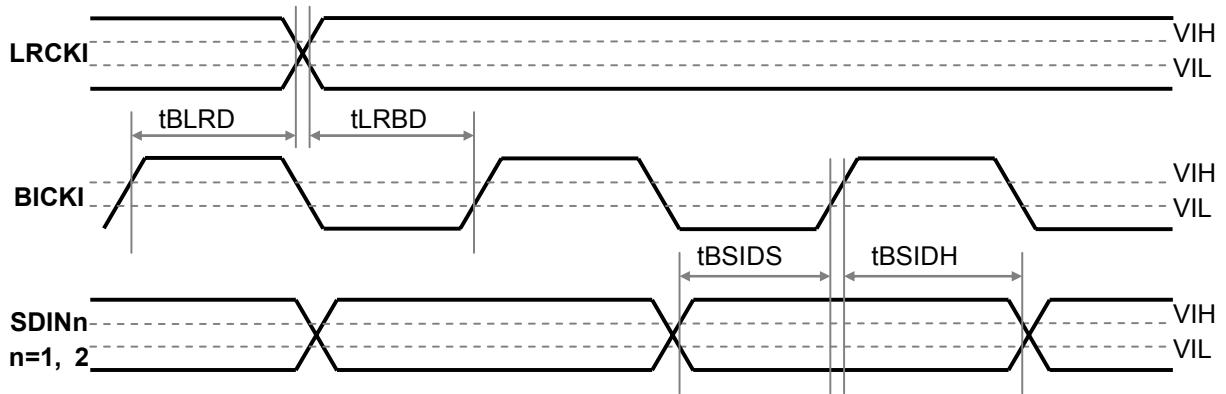 LRCKI
VIH
VIL
tBLRD
tLRBD
BICKI
VIH
VIL
tBSIDS
tBSIDH
SDINn
n=1, 2
VIH
VIL